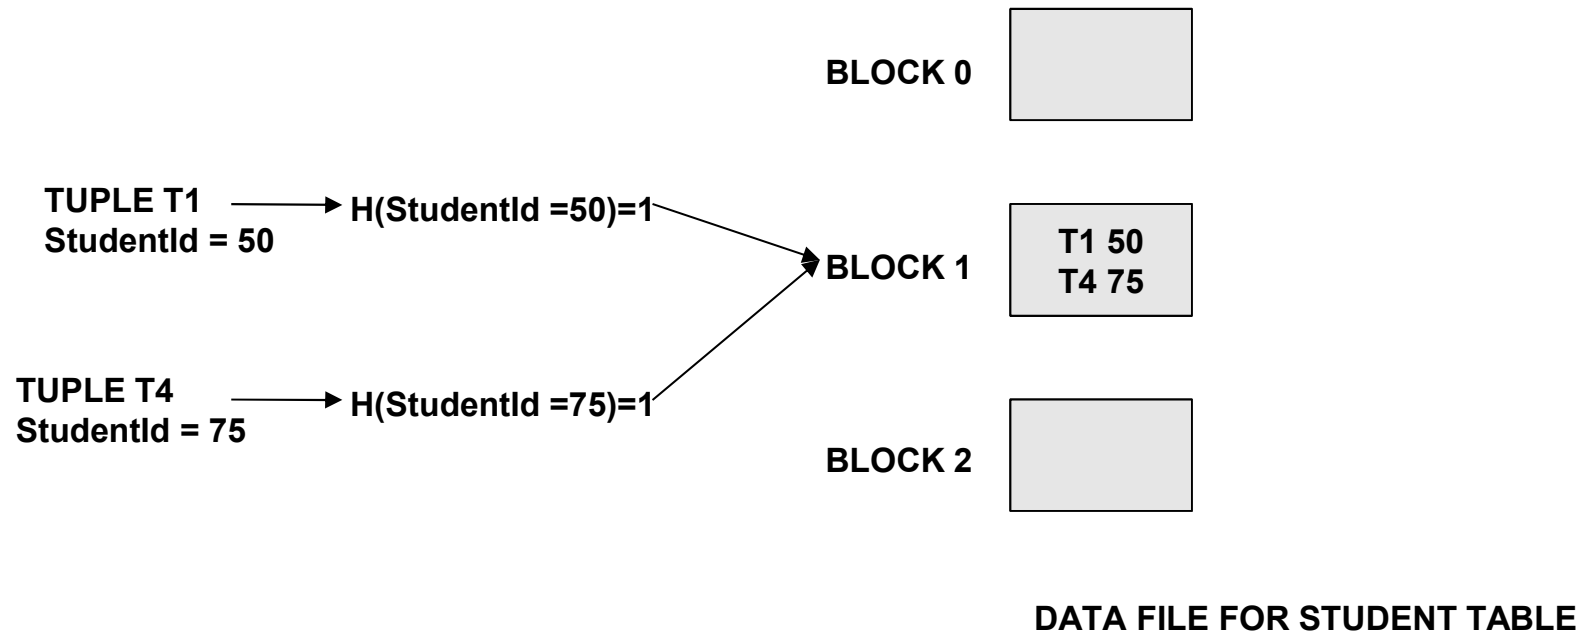 BLOCK 0
TUPLE T1
StudentId = 50
H(StudentId =50)=1
BLOCK 1
T1 50
T4 75
TUPLE T4
StudentId = 75
H(StudentId =75)=1
BLOCK 2
DATA FILE FOR STUDENT TABLE